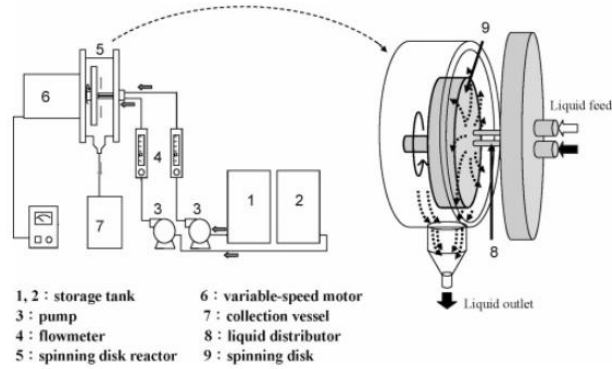 5
9
6
Liquid feed
4
1
2
3
3
7
8
Liquid outlet
1, 2 : storage tank
3 : pump
4 : flowmeter
5 : spinning disk reactor
6 : variable-speed motor
7 : collection vessel
8 : liquid distributor
9 : spinning disk